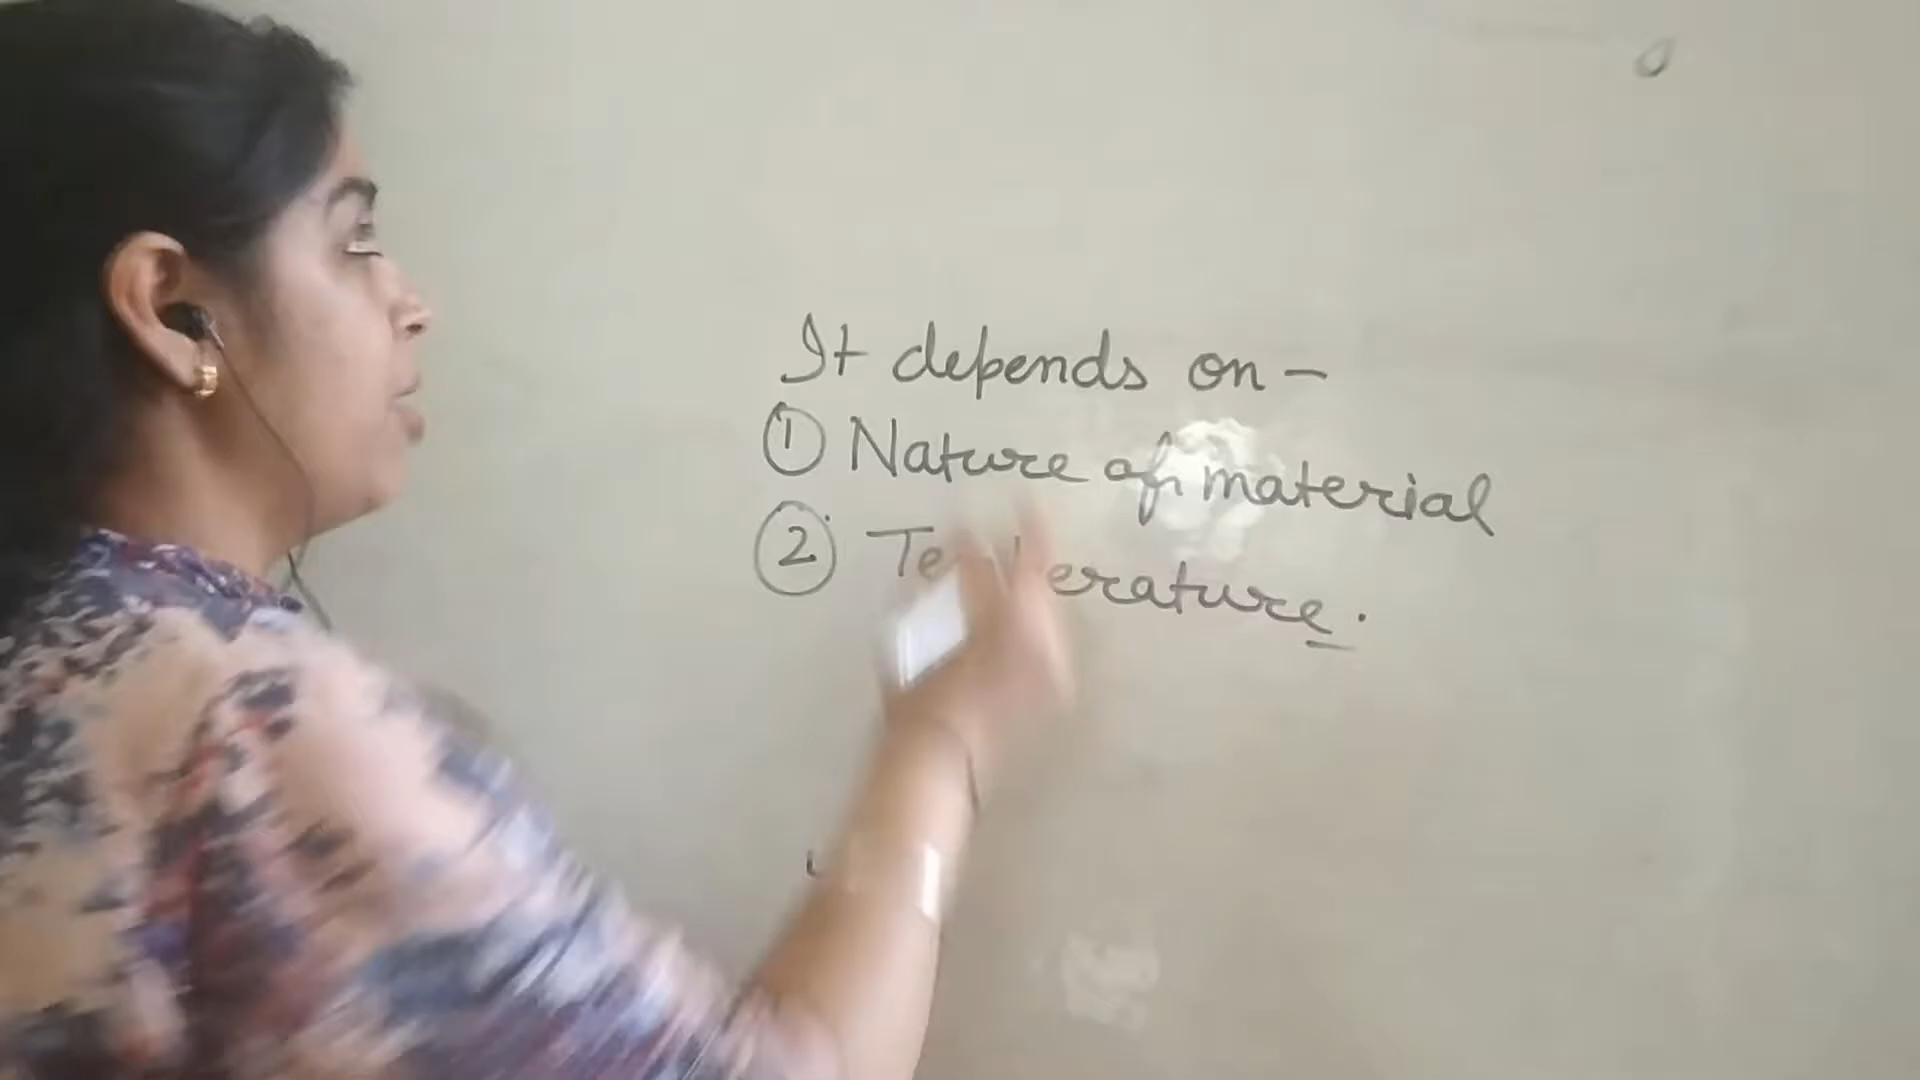 It depends on -
① Nature of material
② Temperature.